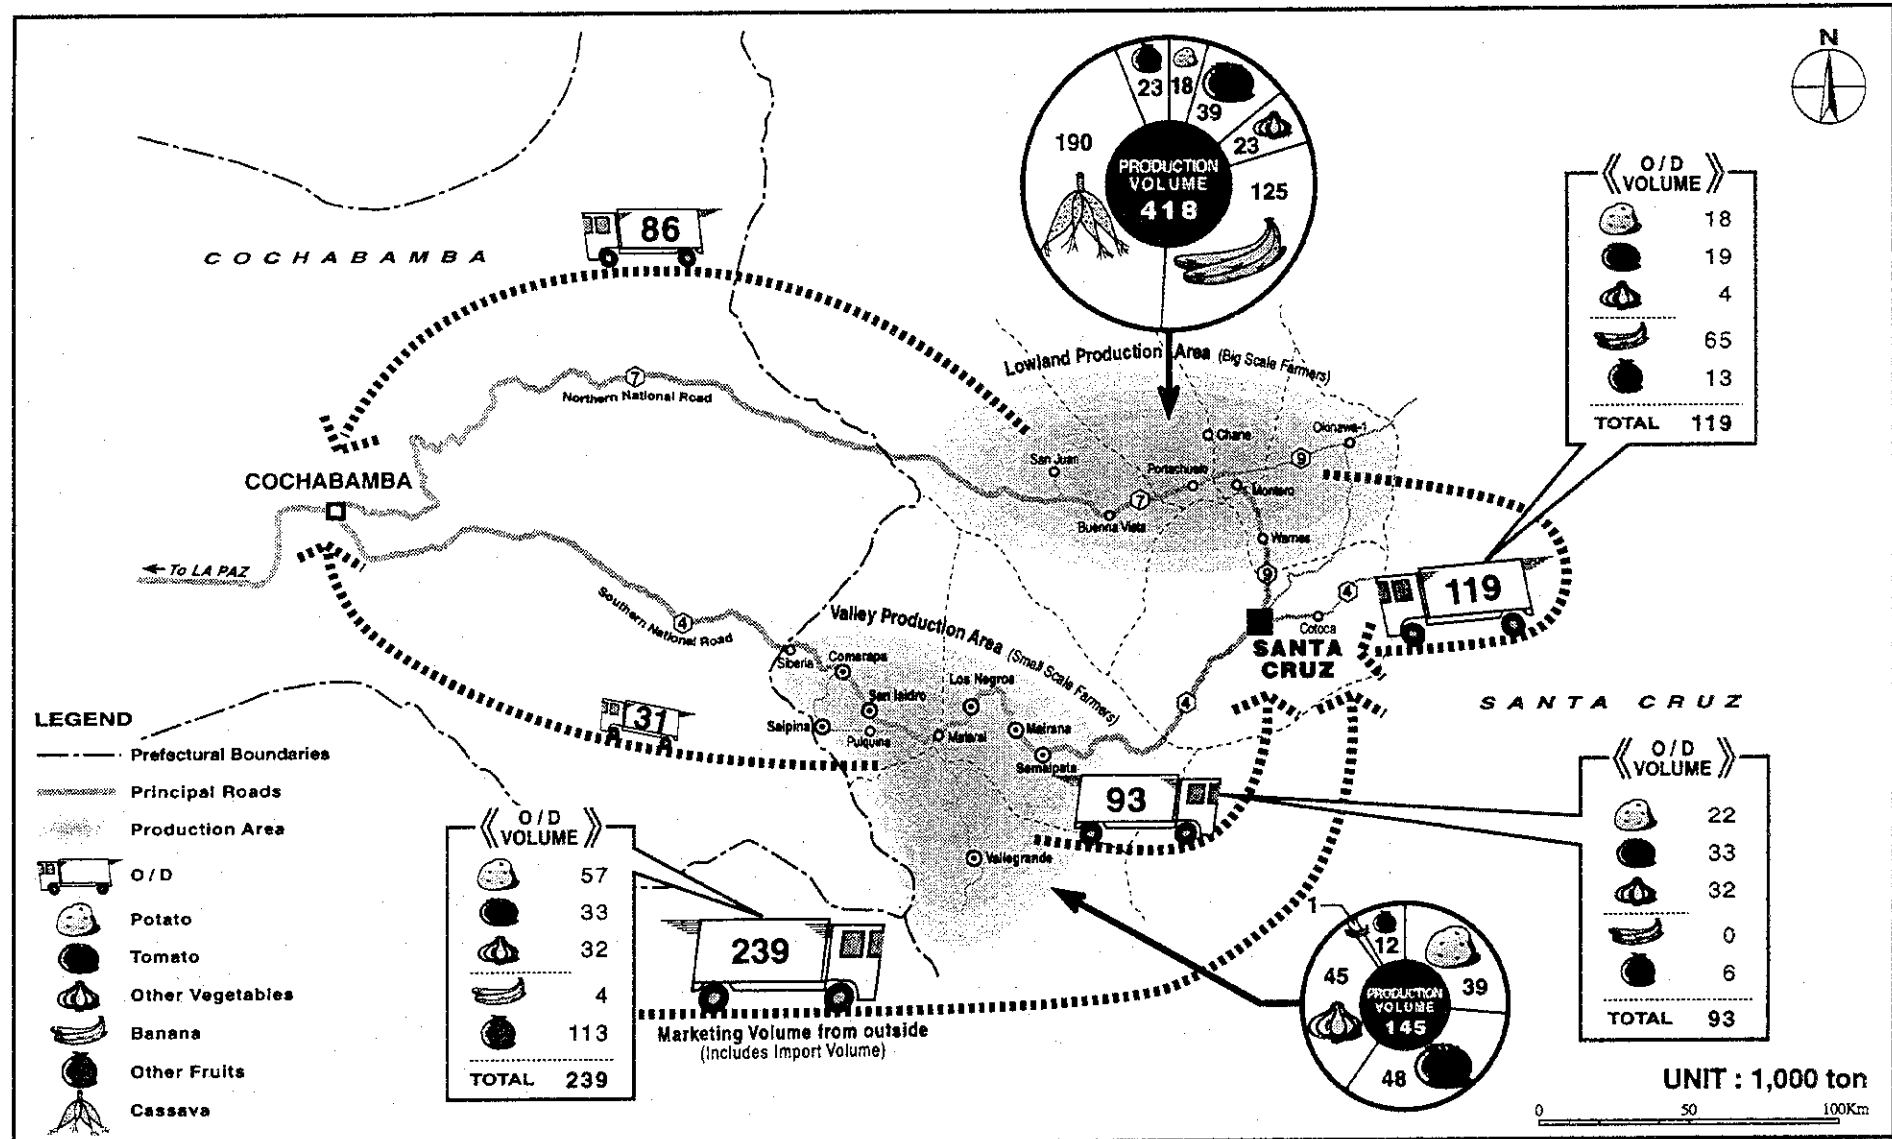 N
23
18
39
23
125
190
PRODUCTION
VOLUME
418
O / D
VOLUME
18
19
4
65
13
TOTAL 119
86
COCHABAMBA
Lowland Production Area (Big Scale Farmers)
7
Northern National Road
Chane
Okinawa-1
9
San Juan
Portachuelo
Montero
7
Buenna Vista
Warnes
9
COCHABAMBA
To LA PAZ
Southern National Road
4
119
4
Cotoca
SANTA
CRUZ
Valley Production Area (Small Scale Farmers)
Siberia
Comarapa
San Isidro
Los Negros
Saipina
Pulquina
Mataral
Mairana
Samaipata
4
SANTA CRUZ
31
93
Vallegrande
LEGEND
Prefectural Boundaries
Principal Roads
Production Area
O / D
Potato
Tomato
Other Vegetables
Banana
Other Fruits
Cassava
O / D
VOLUME
57
33
32
4
113
TOTAL 239
239
Marketing Volume from outside
(Includes Import Volume)
1
12
39
45
48
PRODUCTION
VOLUME
145
O / D
VOLUME
22
33
32
0
6
TOTAL 93
UNIT : 1,000 ton
0 50 100Km